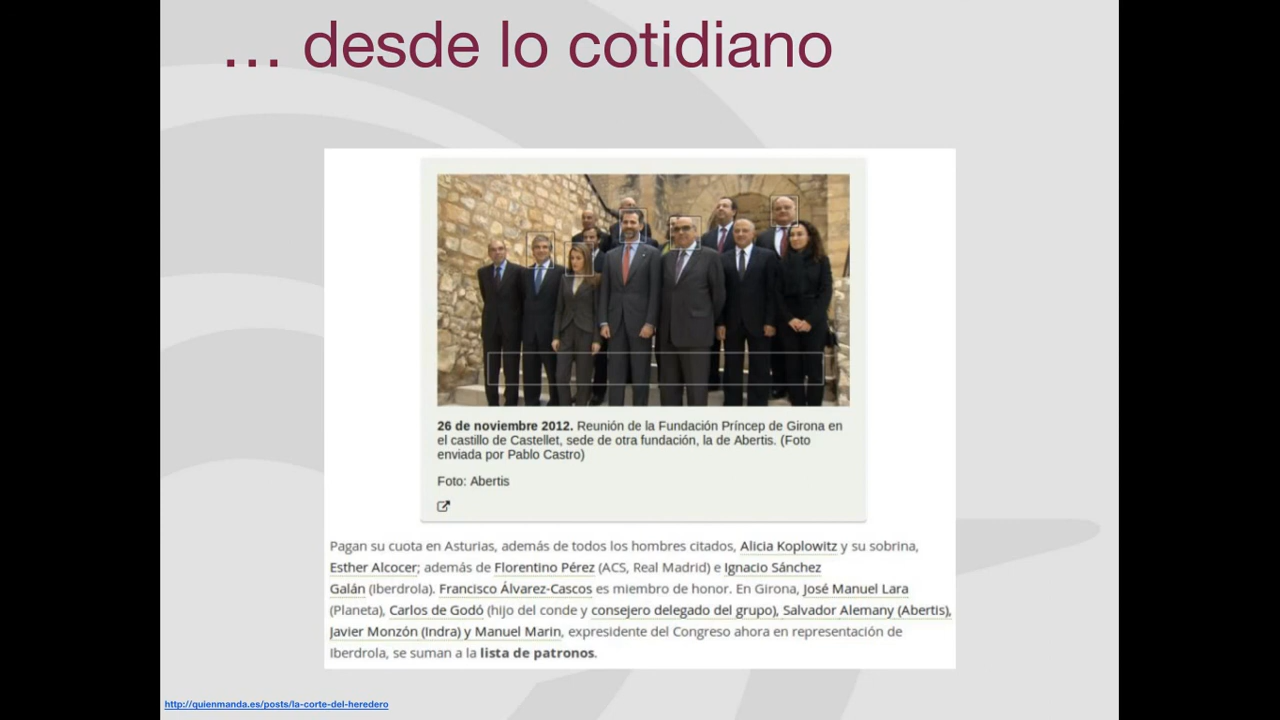 … desde lo cotidiano
26 de noviembre 2012. Reunión de la Fundación Príncep de Girona en
el castillo de Castellet, sede de otra fundación, la de Abertis. (Foto
enviada por Pablo Castro)
Foto: Abertis
Pagan su cuota en Asturias, además de todos los hombres citados, Alicia Koplowitz y su sobrina,
Esther Alcocer; además de Florentino Pérez (ACS, Real Madrid) e Ignacio Sánchez
Galán (Iberdrola). Francisco Álvarez-Cascos es miembro de honor. En Girona, José Manuel Lara
(Planeta), Carlos de Godó (hijo del conde y consejero delegado del grupo), Salvador Alemany (Abertis),
Javier Monzón (Indra) y Manuel Marin, expresidente del Congreso ahora en representación de
Iberdrola, se suman a la lista de patronos.
http://quienmanda.es/posts/la-corte-del-heredero